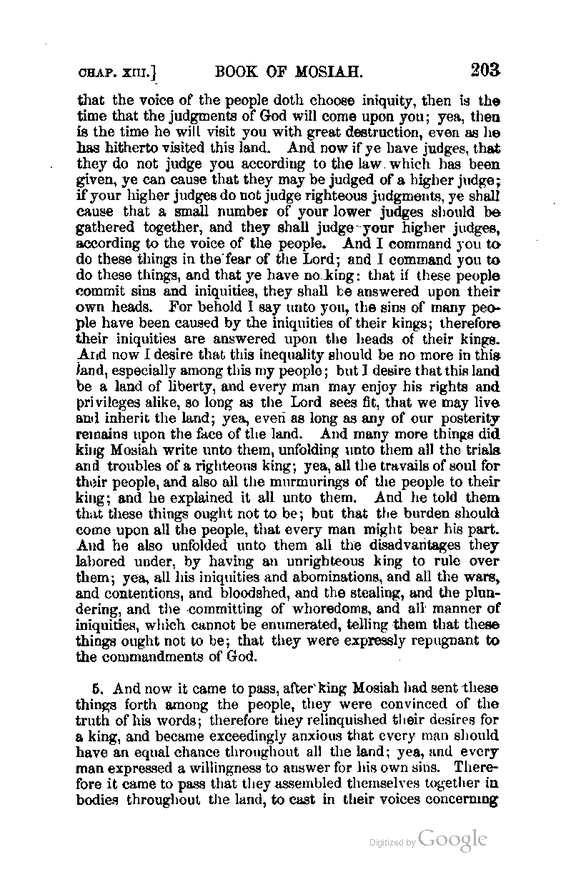 CHAP. XIII.] BOOK OF MOSIAH. 203
that the voice of the people doth choose iniquity, then is the
time that the judgments of God will come upon you; yea, then
is the time he will visit you with great destruction, even as he
has hitherto visited this land. And now if ye have judges, that
they do not judge you according to the law which has been
given, ye can cause that they may be judged of a higher judge;
if your higher judges do not judge righteous judgments, ye shall
cause that a small number of your lower judges should be
gathered together, and they shall judge your higher judges,
according to the voice of the people. And I command you to
do these things in the fear of the Lord; and I command you to
do these things, and that ye have no king: that if these people
commit sins and iniquities, they shall be answered upon their
own heads. For behold I say unto you, the sins of many peo-
ple have been caused by the iniquities of their kings; therefore
their iniquities are answered upon the heads of their kings.
And now I desire that this inequality should be no more in this
land, especially among this my people; but I desire that this land
be a land of liberty, and every man may enjoy his rights and
privileges alike, so long as the Lord sees fit, that we may live
and inherit the land; yea, even as long as any of our posterity
remains upon the face of the land. And many more things did
king Mosiah write unto them, unfolding unto them all the trials
and troubles of a righteous king; yea, all the travails of soul for
their people, and also all the murmurings of the people to their
king; and he explained it all unto them. And he told them
that these things ought not to be; but that the burden should
come upon all the people, that every man might bear his part.
And he also unfolded unto them all the disadvantages they
labored under, by having an unrighteous king to rule over
them; yea, all his iniquities and abominations, and all the wars,
and contentions, and bloodshed, and the stealing, and the plun-
dering, and the committing of whoredoms, and all manner of
iniquities, which cannot be enumerated, telling them that these
things ought not to be; that they were expressly repugnant to
the commandments of God.
5. And now it came to pass, after king Mosiah had sent these
things forth among the people, they were convinced of the
truth of his words; therefore they relinquished their desires for
a king, and became exceedingly anxious that every man should
have an equal chance throughout all the land; yea, and every
man expressed a willingness to answer for his own sins. There-
fore it came to pass that they assembled themselves together in
bodies throughout the land, to cast in their voices concerning
Digitized by Google